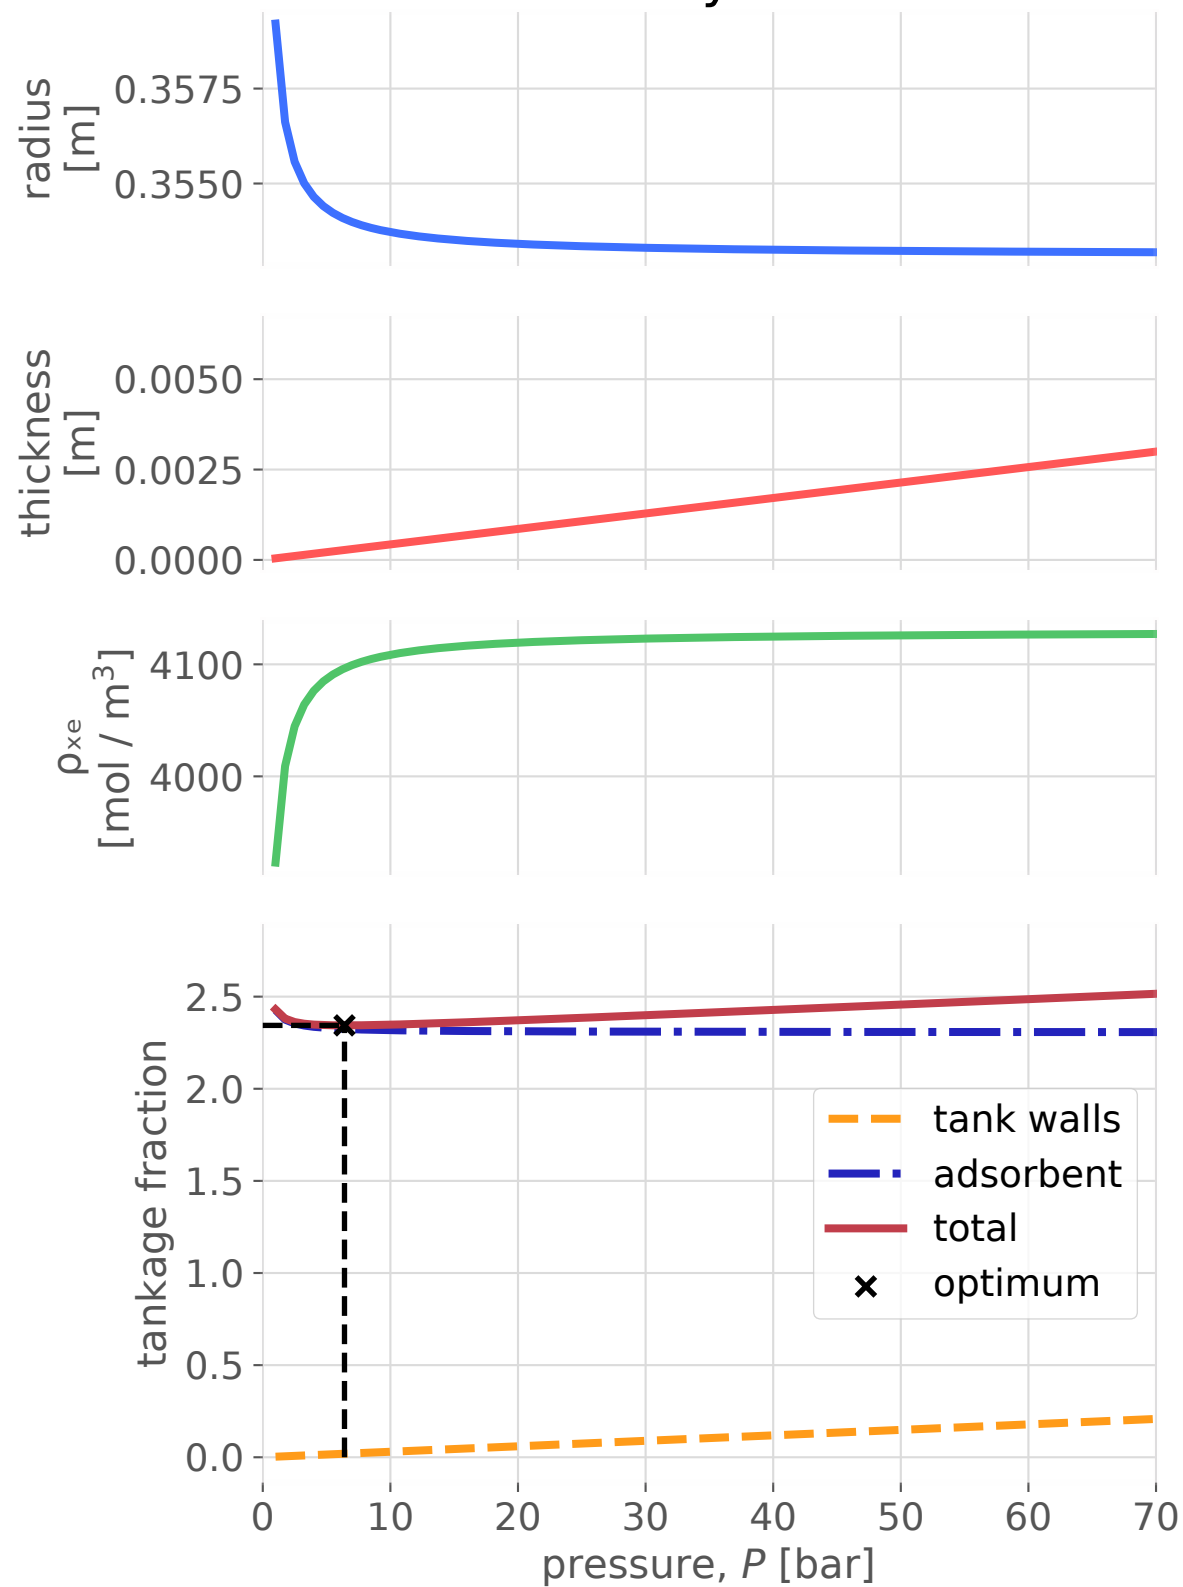 radius
[m]
0.3575
0.3550
thickness
[m]
0.0050
0.0025
0.0000
ρₓₑ
[mol / m³]
4100
4000
tankage fraction
2.5
2.0
1.5
1.0
0.5
0.0
tank walls
adsorbent
total
optimum
0 10 20 30 40 50 60 70
pressure, P [bar]